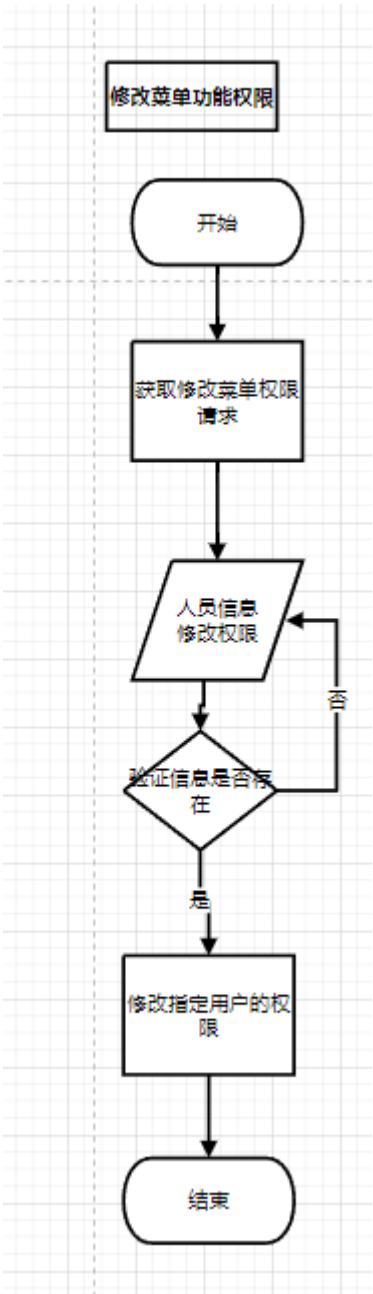 修改菜单功能权限
开始
获取修改菜单权限
请求
人员信息
修改权限
否
验证信息是否存
在
是
修改指定用户的权
限
结束